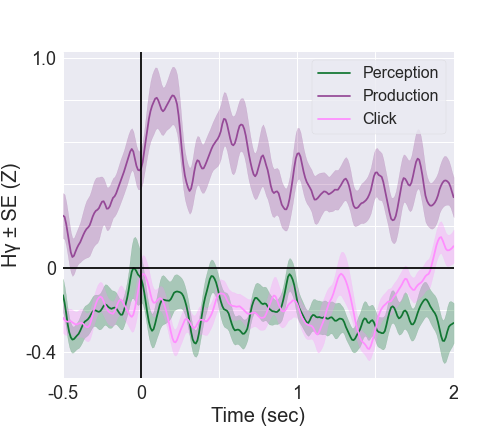 Hγ ± SE (Z)
1.0
0
-0.4
Perception
Production
Click
-0.5
0
1
2
Time (sec)